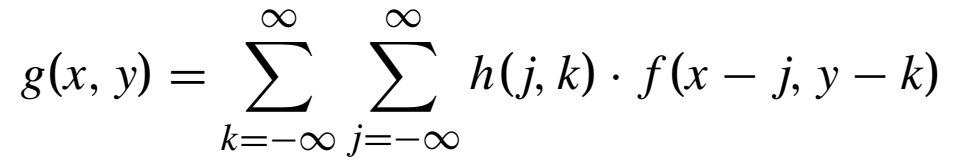 g(x, y) = ∑_{k=−∞}^{∞} ∑_{j=−∞}^{∞} h(j, k) · f(x − j, y − k)